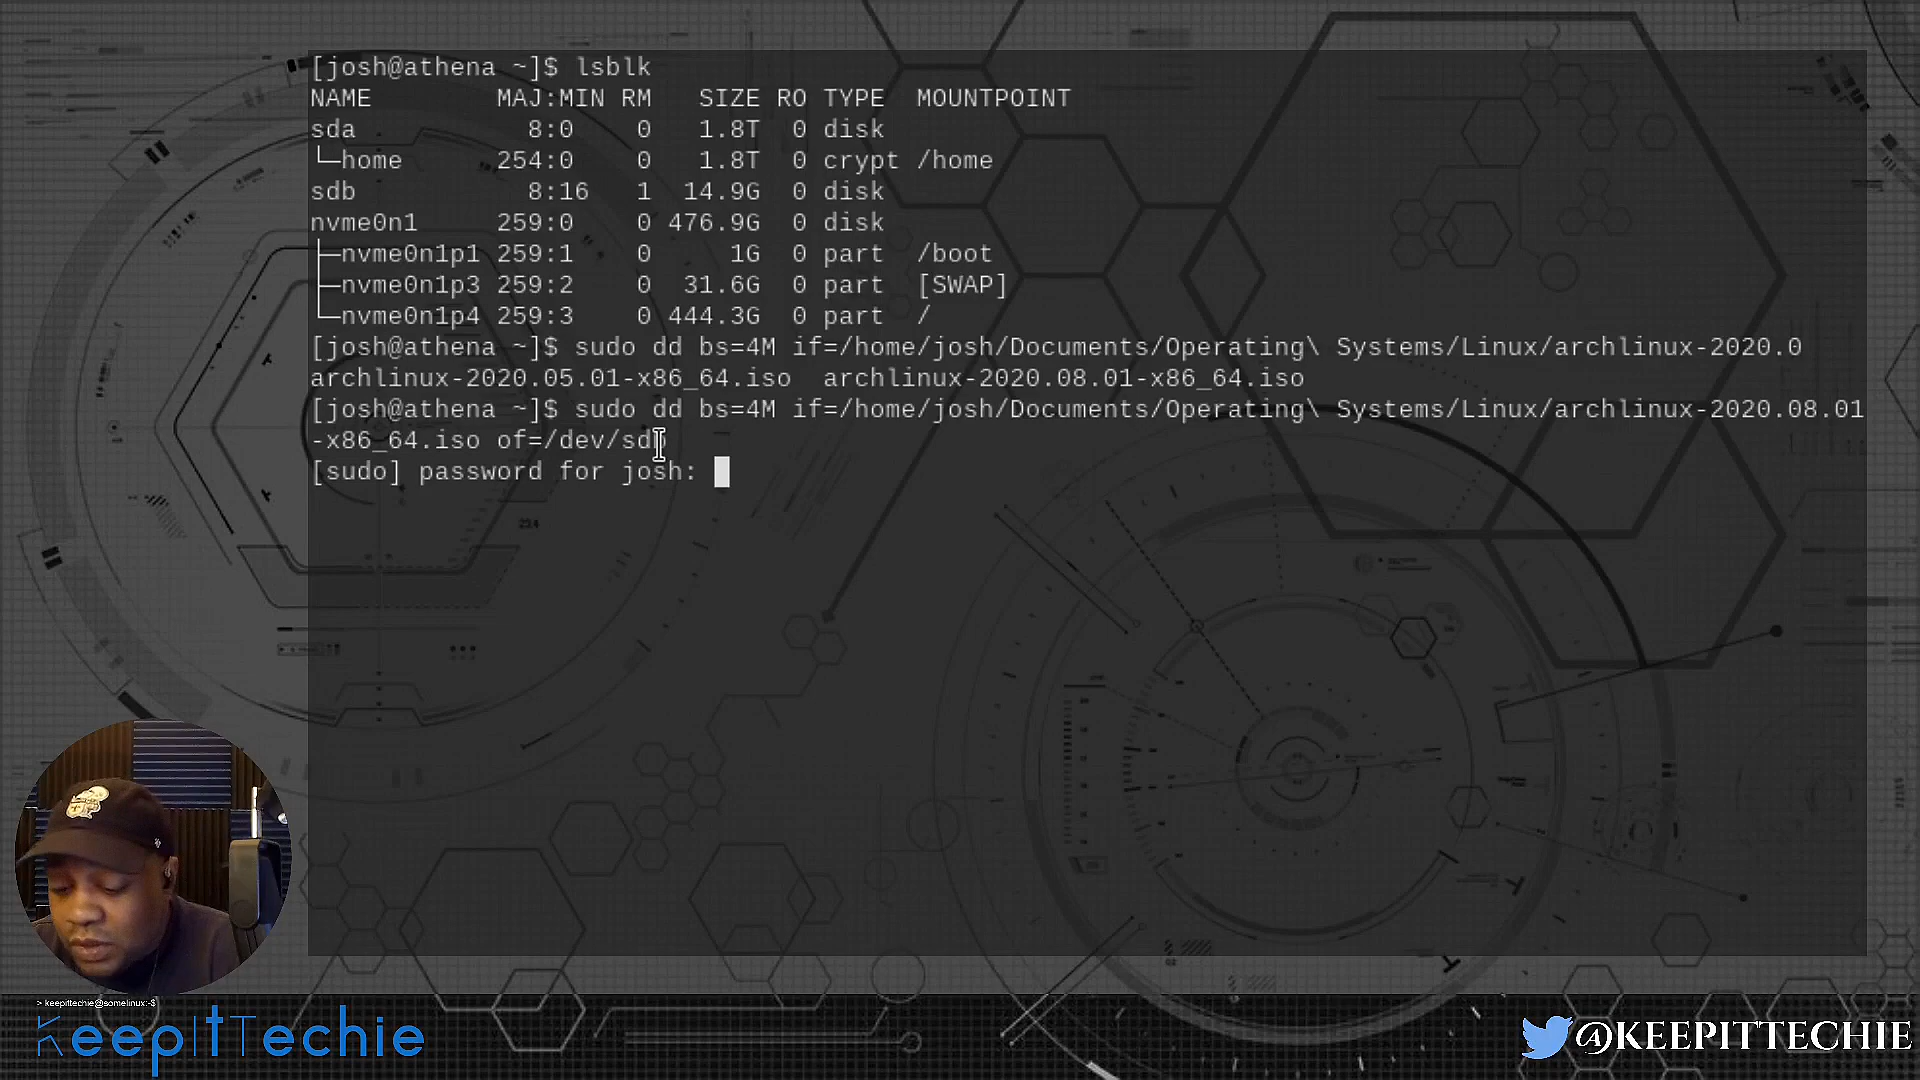 [josh@athena ~]$ lsblk
NAME        MAJ:MIN RM   SIZE RO TYPE  MOUNTPOINT
sda           8:0    0   1.8T  0 disk
└─home      254:0    0   1.8T  0 crypt /home
sdb           8:16   1  14.9G  0 disk
nvme0n1     259:0    0 476.9G  0 disk
├─nvme0n1p1 259:1    0     1G  0 part  /boot
├─nvme0n1p3 259:2    0  31.6G  0 part  [SWAP]
└─nvme0n1p4 259:3    0 444.3G  0 part  /
[josh@athena ~]$ sudo dd bs=4M if=/home/josh/Documents/Operating\ Systems/Linux/archlinux-2020.0
archlinux-2020.05.01-x86_64.iso  archlinux-2020.08.01-x86_64.iso
[josh@athena ~]$ sudo dd bs=4M if=/home/josh/Documents/Operating\ Systems/Linux/archlinux-2020.08.01
-x86_64.iso of=/dev/sdb
[sudo] password for josh:
> keepittechie@somelinux:~$
KeepItTechie
@KEEPITTECHIE